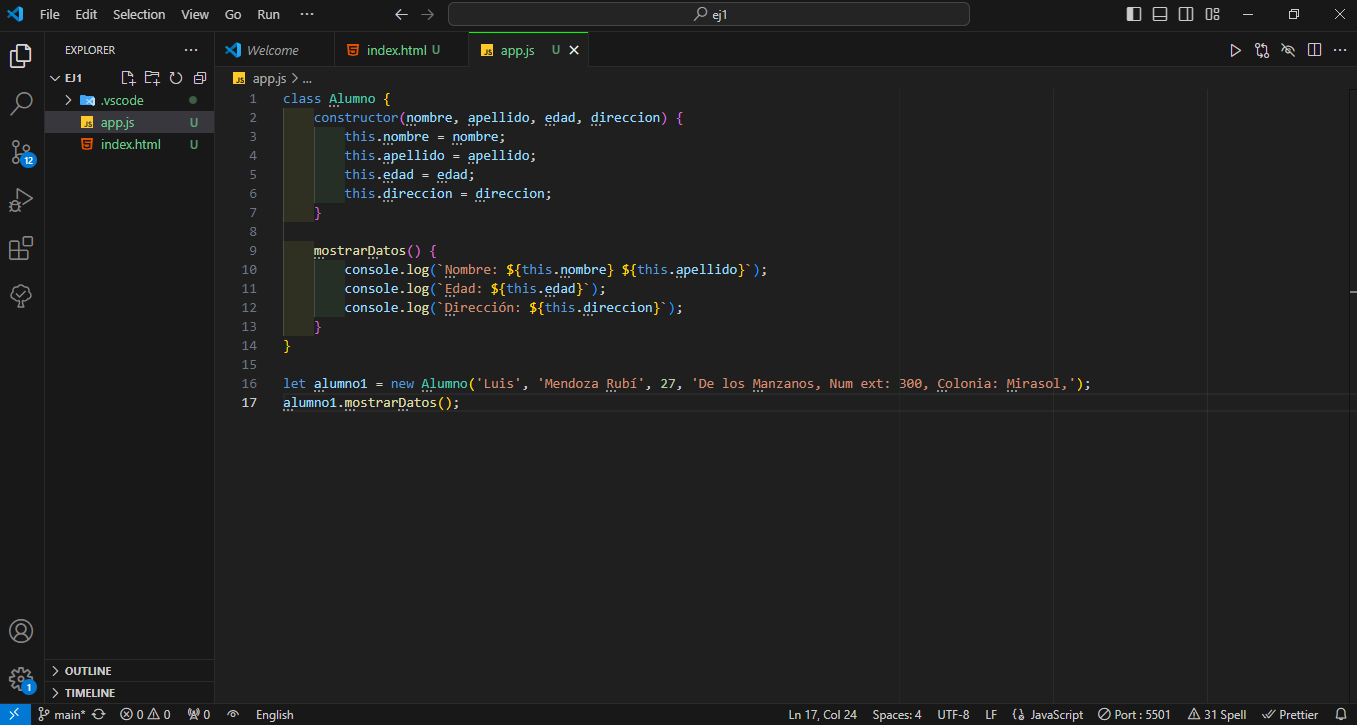 File Edit Selection View Go Run ··· ej1
EXPLORER ···
Welcome index.html U app.js U
EJ1
app.js > ...
.vscode
app.js U
index.html U
12
1 class Alumno {
2 constructor(nombre, apellido, edad, direccion) {
3 this.nombre = nombre;
4 this.apellido = apellido;
5 this.edad = edad;
6 this.direccion = direccion;
7 }
8
9 mostrarDatos() {
10 console.log(`Nombre: ${this.nombre} ${this.apellido}`);
11 console.log(`Edad: ${this.edad}`);
12 console.log(`Dirección: ${this.direccion}`);
13 }
14 }
15
16 let alumno1 = new Alumno('Luis', 'Mendoza Rubí', 27, 'De los Manzanos, Num ext: 300, Colonia: Mirasol,');
17 alumno1.mostrarDatos();
OUTLINE
1
TIMELINE
main* 0 0 0 English Ln 17, Col 24 Spaces: 4 UTF-8 LF JavaScript Port : 5501 31 Spell Prettier